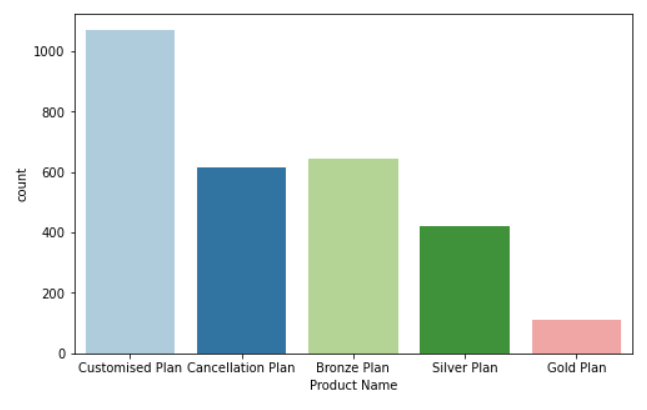 1000
800
600
400
200
0
count
Customised Plan Cancellation Plan Bronze Plan Silver Plan Gold Plan
Product Name